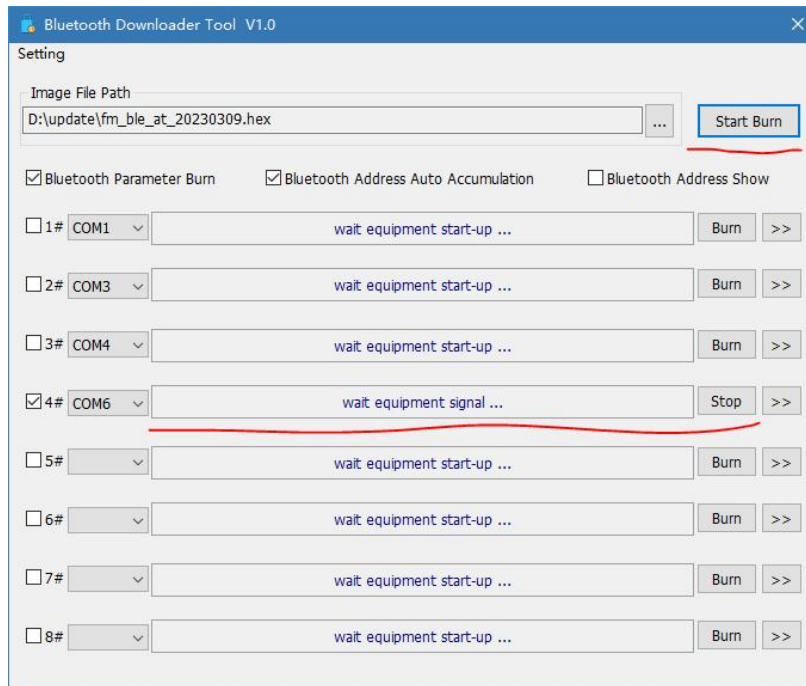 Bluetooth Downloader Tool V1.0
Setting
Image File Path
D:\update\fm_ble_at_20230309.hex ... Start Burn
Bluetooth Parameter Burn Bluetooth Address Auto Accumulation Bluetooth Address Show
1# COM1 wait equipment start-up ... Burn >>
2# COM3 wait equipment start-up ... Burn >>
3# COM4 wait equipment start-up ... Burn >>
4# COM6 wait equipment signal ... Stop >>
5# wait equipment start-up ... Burn >>
6# wait equipment start-up ... Burn >>
7# wait equipment start-up ... Burn >>
8# wait equipment start-up ... Burn >>